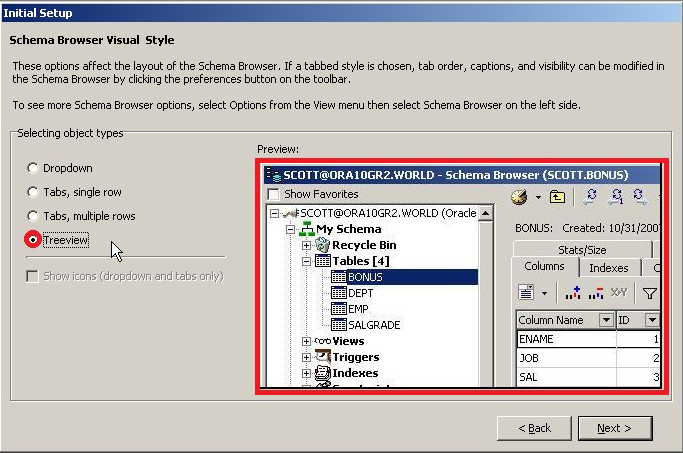 Initial Setup
Schema Browser Visual Style
These options affect the layout of the Schema Browser. If a tabbed style is chosen, tab order, captions, and visibility can be modified in
the Schema Browser by clicking the preferences button on the toolbar.
To see more Schema Browser options, select Options from the View menu then select Schema Browser on the left side.
Selecting object types
Dropdown
Tabs, single row
Tabs, multiple rows
Treeview
Show icons (dropdown and tabs only)
Preview:
SCOTT@ORA10GR2.WORLD - Schema Browser (SCOTT.BONUS)
Show Favorites
SCOTT@ORA10GR2.WORLD (Oracle
My Schema
Recycle Bin
Tables [4]
BONUS
DEPT
EMP
SALGRADE
Views
Triggers
Indexes
BONUS: Created: 10/31/200
Stats/Size
Columns Indexes
Column Name ID
ENAME 1
JOB 2
SAL 3
< Back
Next >